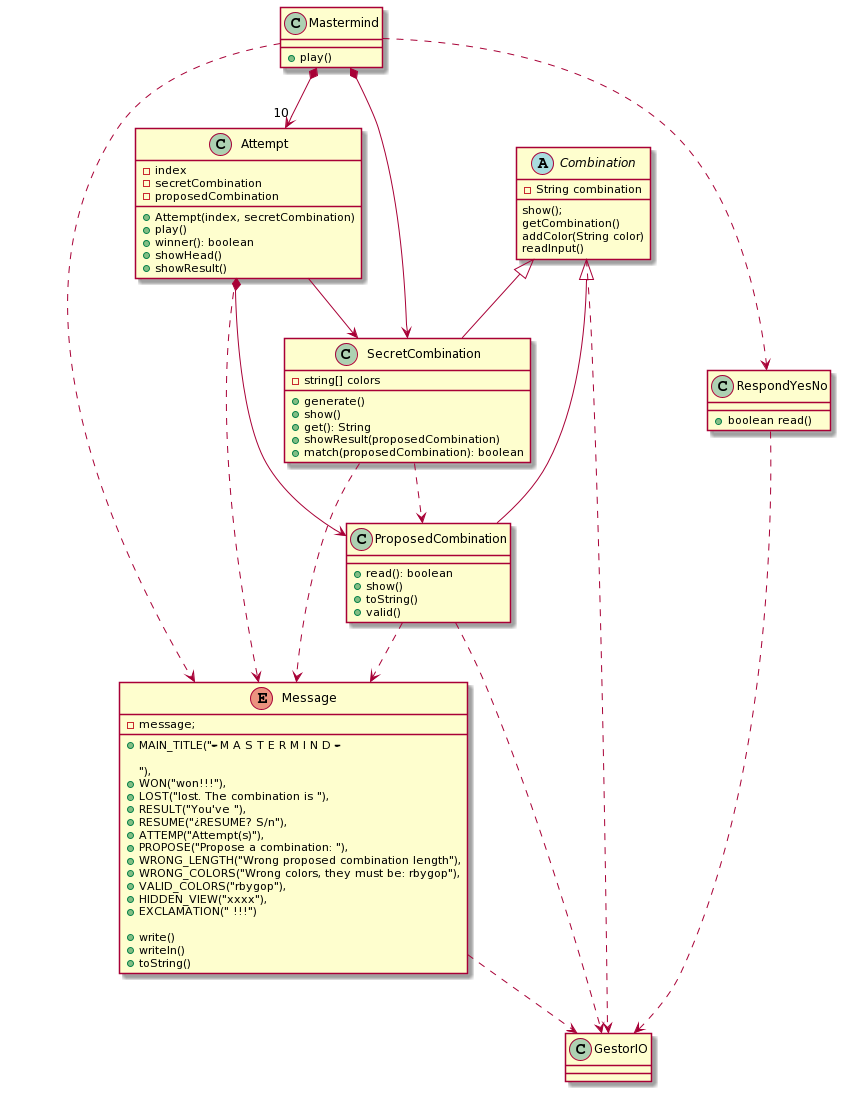 C Mastermind
play()
10
C Attempt
index
secretCombination
proposedCombination
Attempt(index, secretCombination)
play()
winner(): boolean
showHead()
showResult()
A Combination
String combination
show();
getCombination()
addColor(String color)
readInput()
C SecretCombination
string[] colors
generate()
show()
get(): String
showResult(proposedCombination)
match(proposedCombination): boolean
C RespondYesNo
boolean read()
C ProposedCombination
read(): boolean
show()
toString()
valid()
E Message
message;
MAIN_TITLE("✒M A S T E R M I N D ✒
"),
WON("won!!!"),
LOST("lost. The combination is "),
RESULT("You've "),
RESUME("¿RESUME? S/n"),
ATTEMP("Attempt(s)"),
PROPOSE("Propose a combination: "),
WRONG_LENGTH("Wrong proposed combination length"),
WRONG_COLORS("Wrong colors, they must be: rbygop"),
VALID_COLORS("rbygop"),
HIDDEN_VIEW("xxxx"),
EXCLAMATION(" !!!")
write()
writeln()
toString()
C GestorIO